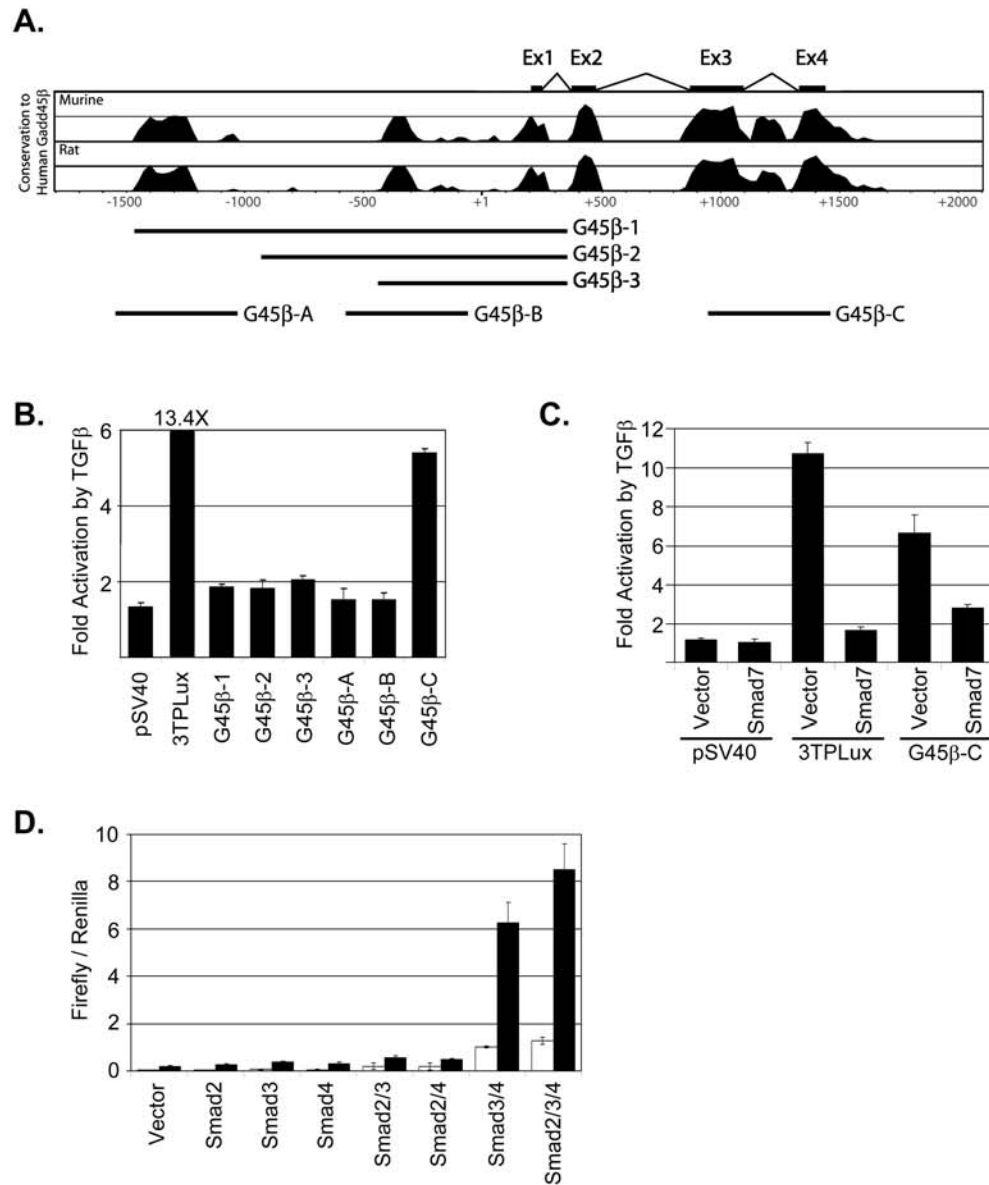 A.
Ex1 Ex2 Ex3 Ex4
Conservation to
Human Gadd45β
Murine
Rat
-1500 -1000 -500 +1 +500 +1000 +1500 +2000
G45β-1
G45β-2
G45β-3
G45β-A G45β-B G45β-C
B.
13.4X
Fold Activation by TGFβ
6
4
2
pSV40
3TPLux
G45β-1
G45β-2
G45β-3
G45β-A
G45β-B
G45β-C
C.
Fold Activation by TGFβ
12
10
8
6
4
2
Vector
Smad7
Vector
Smad7
Vector
Smad7
pSV40 3TPLux G45β-C
D.
Firefly / Renilla
10
8
6
4
2
0
Vector
Smad2
Smad3
Smad4
Smad2/3
Smad2/4
Smad3/4
Smad2/3/4